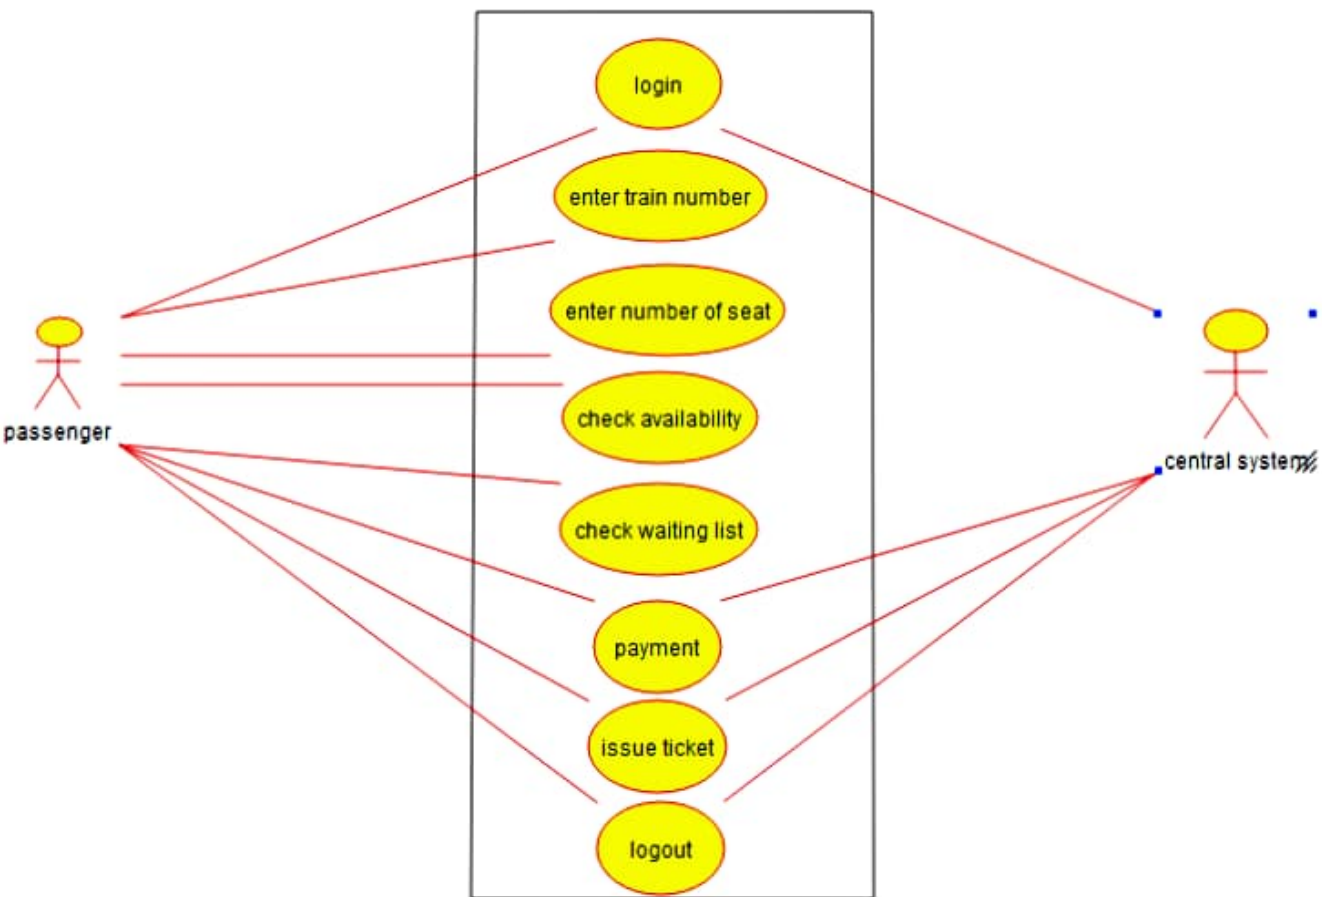 login
enter train number
enter number of seat
check availability
check waiting list
payment
issue ticket
logout
passenger
central system